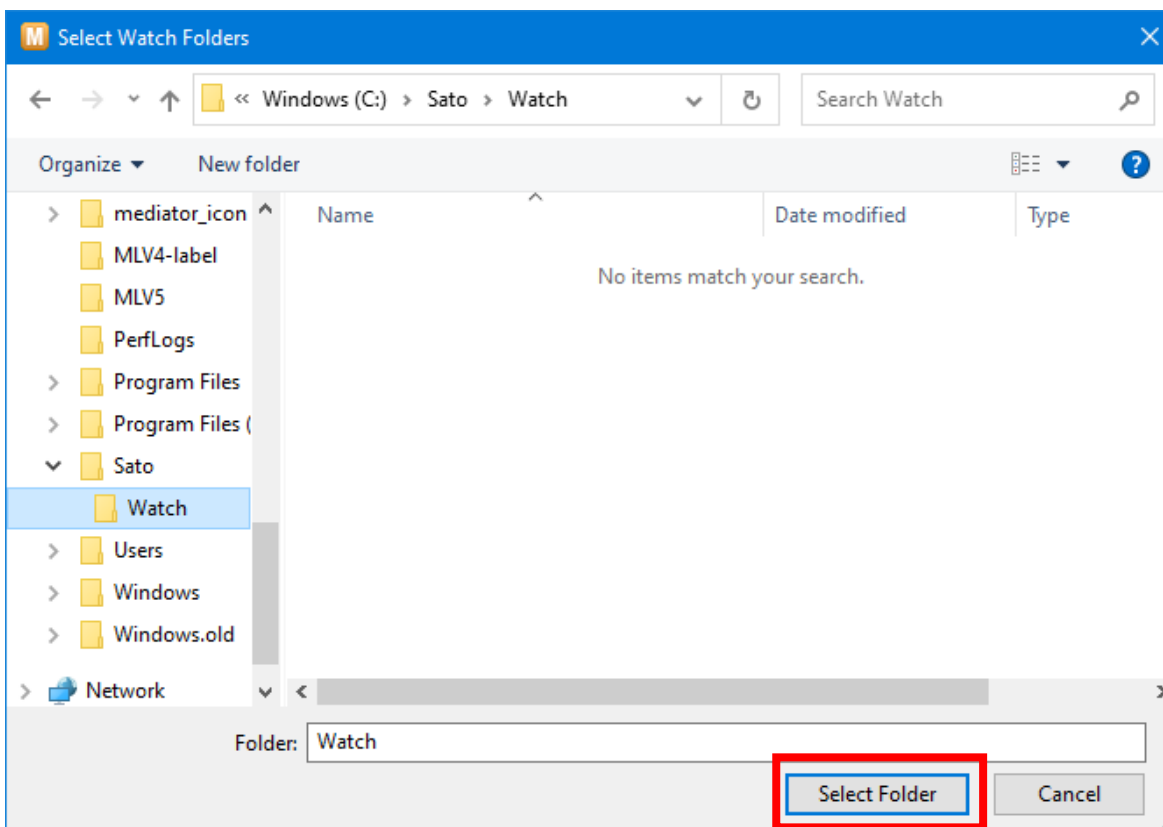 M Select Watch Folders
« Windows (C:) > Sato > Watch Search Watch
Organize New folder ?
Name Date modified Type
mediator_icon
No items match your search.
MLV4-label
MLV5
PerfLogs
Program Files
Program Files (
Sato
Watch
Users
Windows
Windows.old
Network
Folder: Watch
Select Folder Cancel